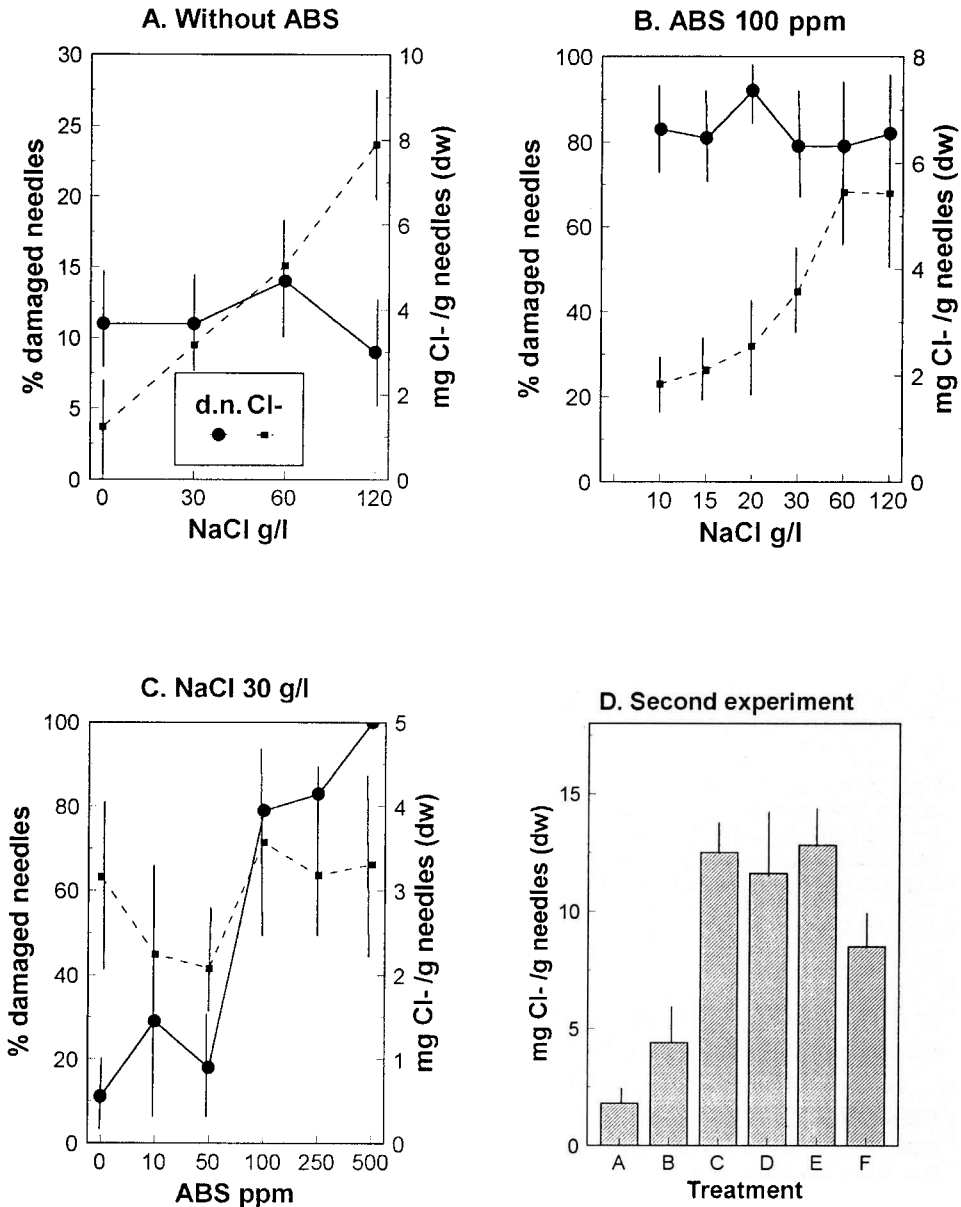 A. Without ABS
% damaged needles
30
25
20
15
10
5
0
10
8
6
4
2
0
mg Cl- /g needles (dw)
d.n. Cl-
0 30 60 120
NaCl g/l
B. ABS 100 ppm
% damaged needles
100
80
60
40
20
0
8
6
4
2
0
mg Cl- /g needles (dw)
10 15 20 30 60 120
NaCl g/l
C. NaCl 30 g/l
% damaged needles
100
80
60
40
20
0
5
4
3
2
1
0
mg Cl- /g needles (dw)
0 10 50 100 250 500
ABS ppm
D. Second experiment
mg Cl- /g needles (dw)
15
10
5
0
A B C D E F
Treatment